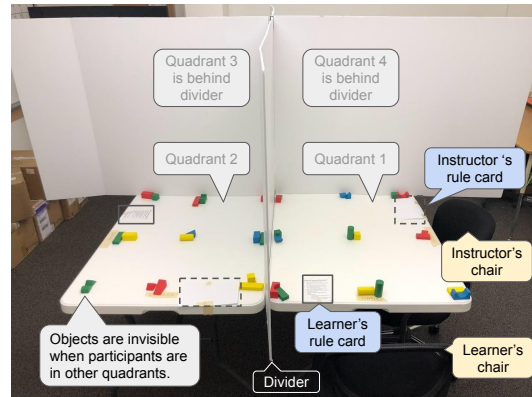 Quadrant 3
is behind
divider
Quadrant 4
is behind
divider
Quadrant 2
Quadrant 1
Instructor ‘s
rule card
Instructor's
chair
Objects are invisible
when participants are
in other quadrants.
Learner's
rule card
Learner's
chair
Divider